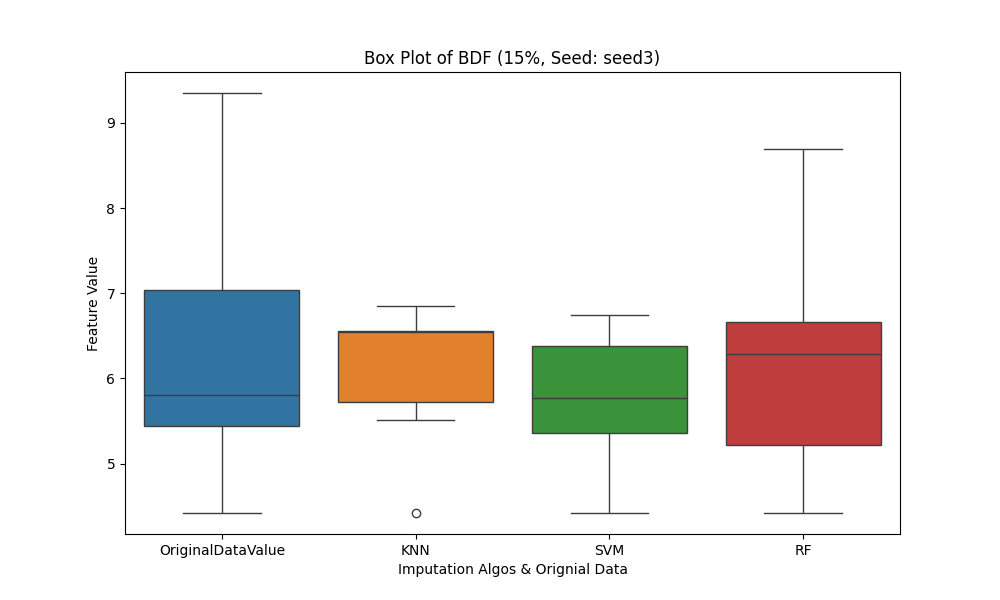 Box Plot of BDF (15%, Seed: seed3)
Feature Value
9
8
7
6
5
OriginalDataValue
KNN
SVM
RF
Imputation Algos & Orignial Data